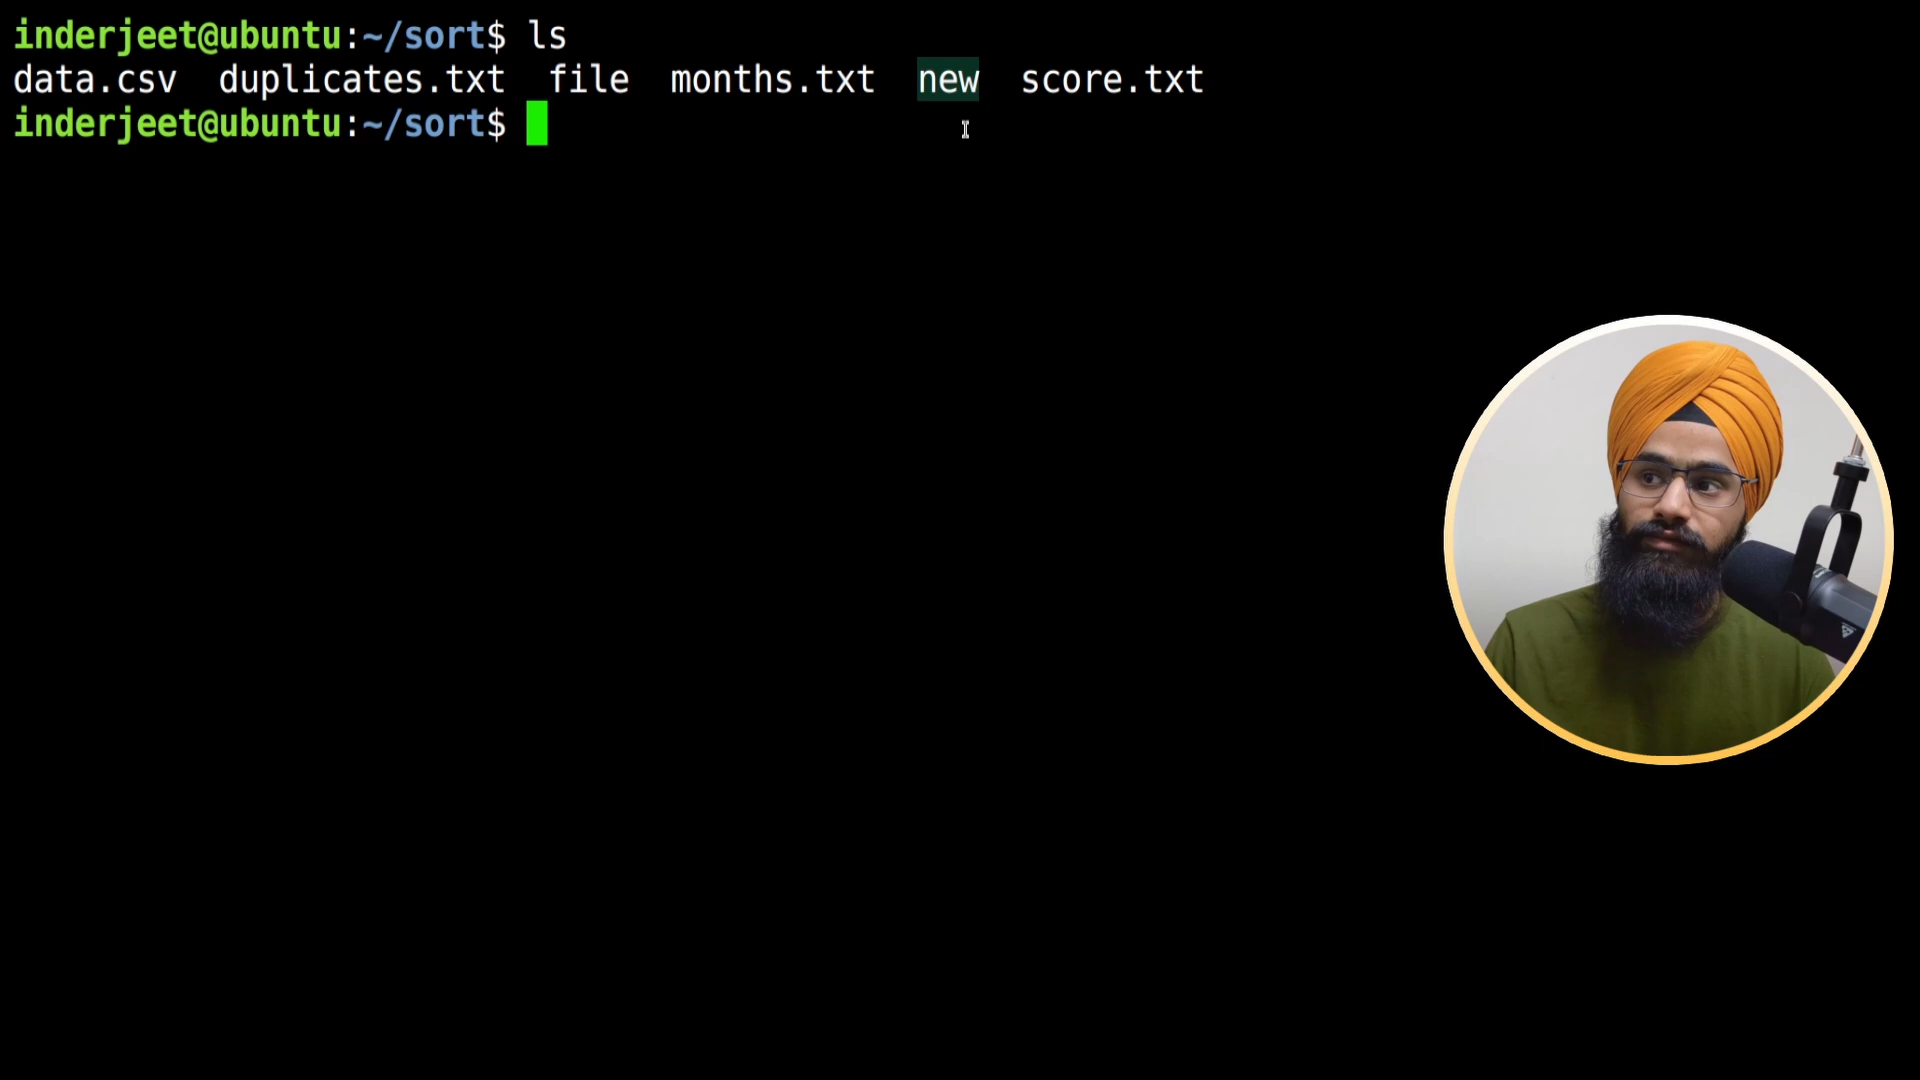 inderjeet@ubuntu:~/sort$ ls
data.csv  duplicates.txt  file  months.txt  new  score.txt
inderjeet@ubuntu:~/sort$